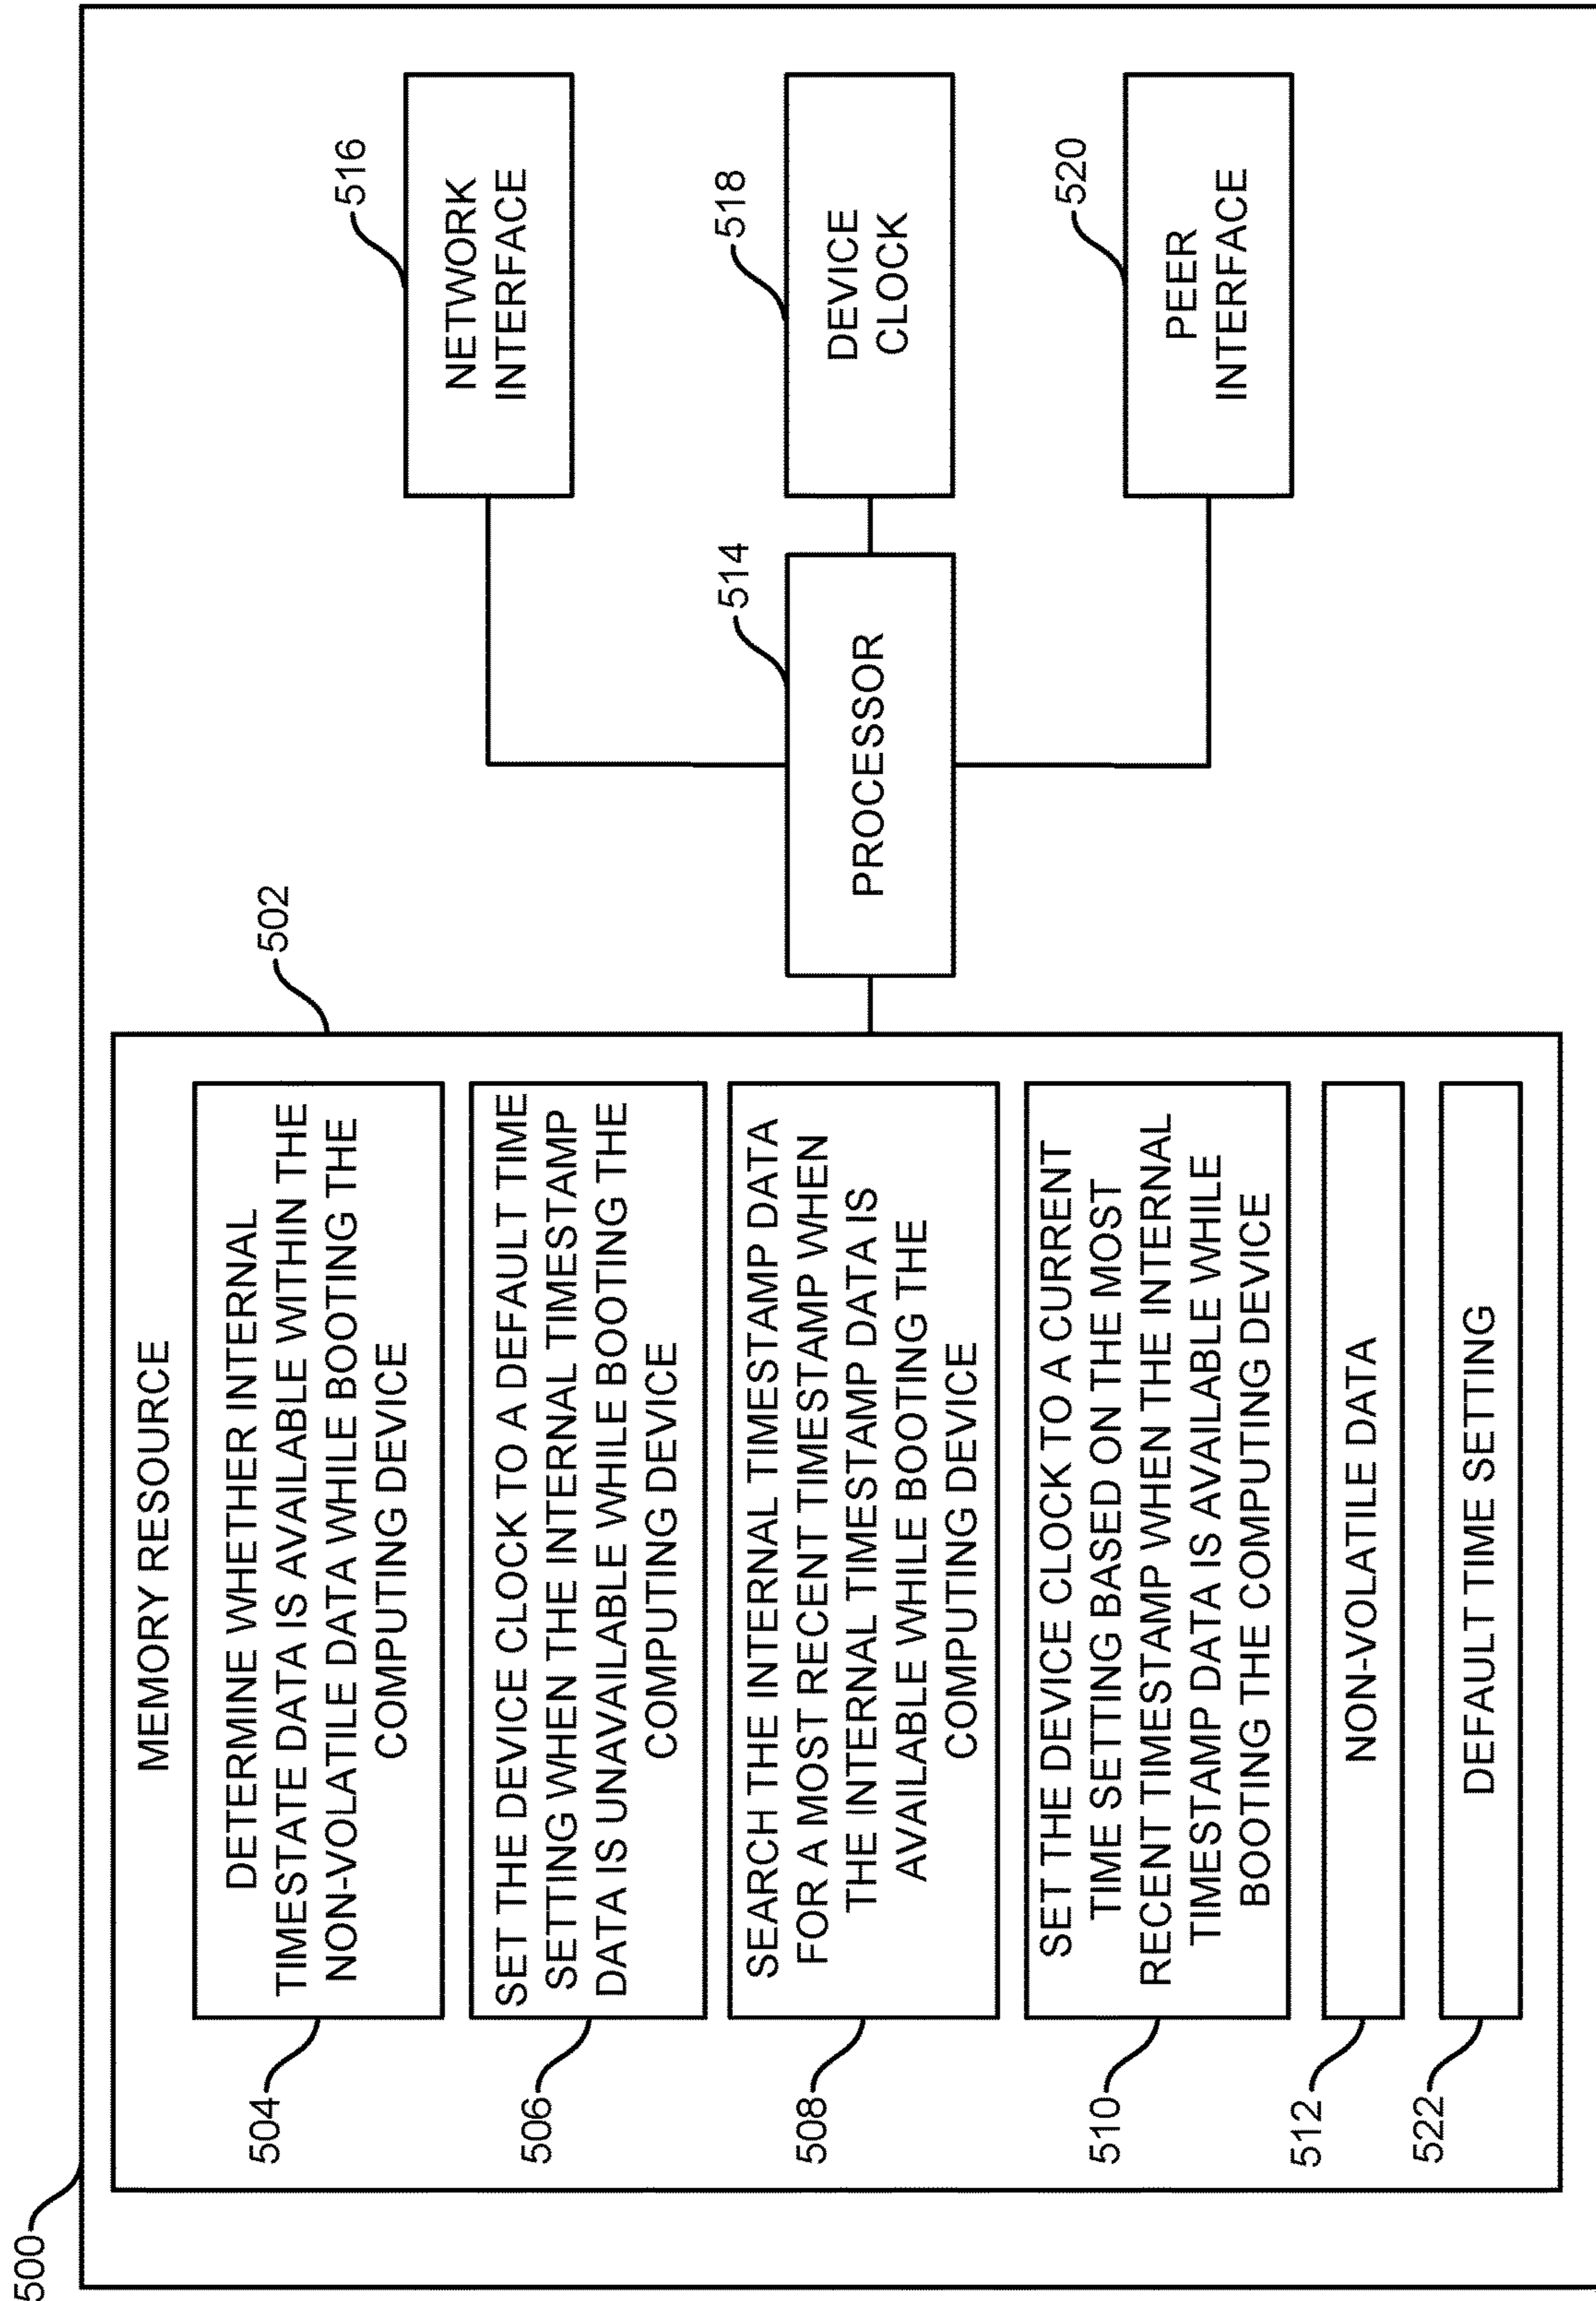 500
502
MEMORY RESOURCE
504
DETERMINE WHETHER INTERNAL
TIMESTATE DATA IS AVAILABLE WITHIN THE
NON-VOLATILE DATA WHILE BOOTING THE
COMPUTING DEVICE
506
SET THE DEVICE CLOCK TO A DEFAULT TIME
SETTING WHEN THE INTERNAL TIMESTAMP
DATA IS UNAVAILABLE WHILE BOOTING THE
COMPUTING DEVICE
508
SEARCH THE INTERNAL TIMESTAMP DATA
FOR A MOST RECENT TIMESTAMP WHEN
THE INTERNAL TIMESTAMP DATA IS
AVAILABLE WHILE BOOTING THE
COMPUTING DEVICE
510
SET THE DEVICE CLOCK TO A CURRENT
TIME SETTING BASED ON THE MOST
RECENT TIMESTAMP WHEN THE INTERNAL
TIMESTAMP DATA IS AVAILABLE WHILE
BOOTING THE COMPUTING DEVICE
512
NON-VOLATILE DATA
522
DEFAULT TIME SETTING
514
PROCESSOR
516
NETWORK
INTERFACE
518
DEVICE
CLOCK
520
PEER
INTERFACE